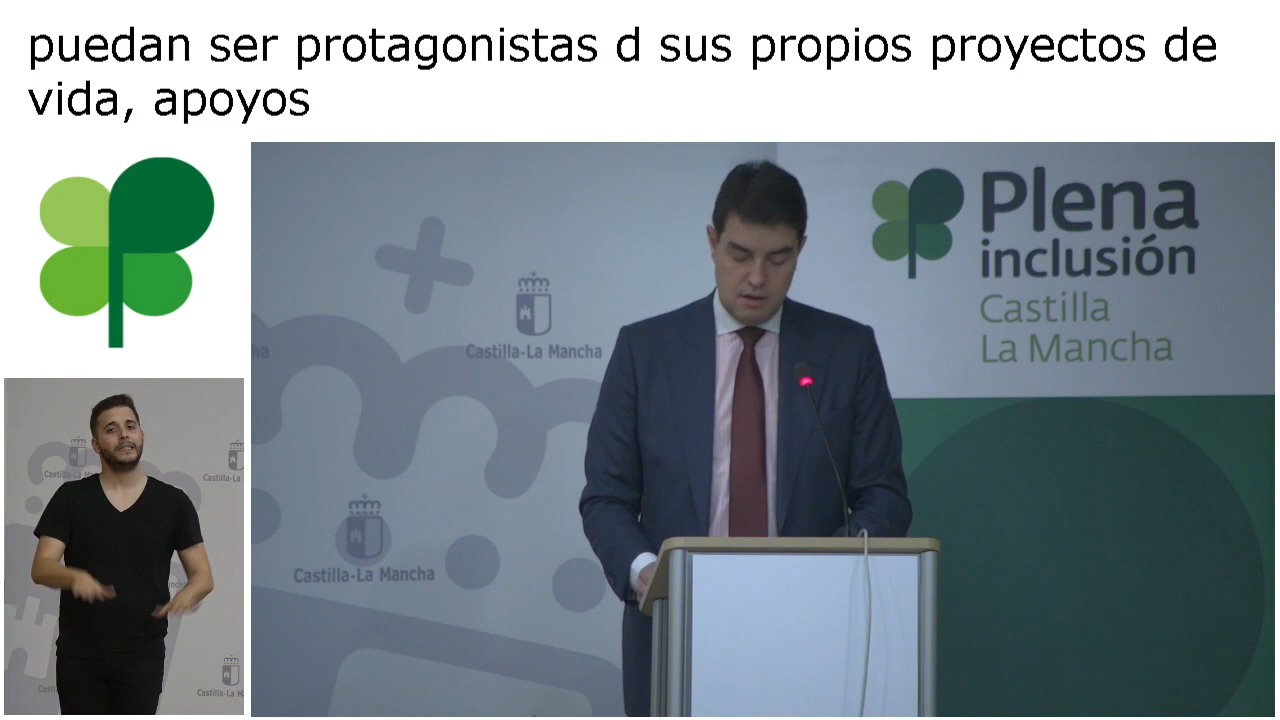 puedan ser protagonistas d sus propios proyectos de
vida, apoyos
Plena
inclusión
Castilla
La Mancha
Castilla-La Mancha
Castilla-La Mancha